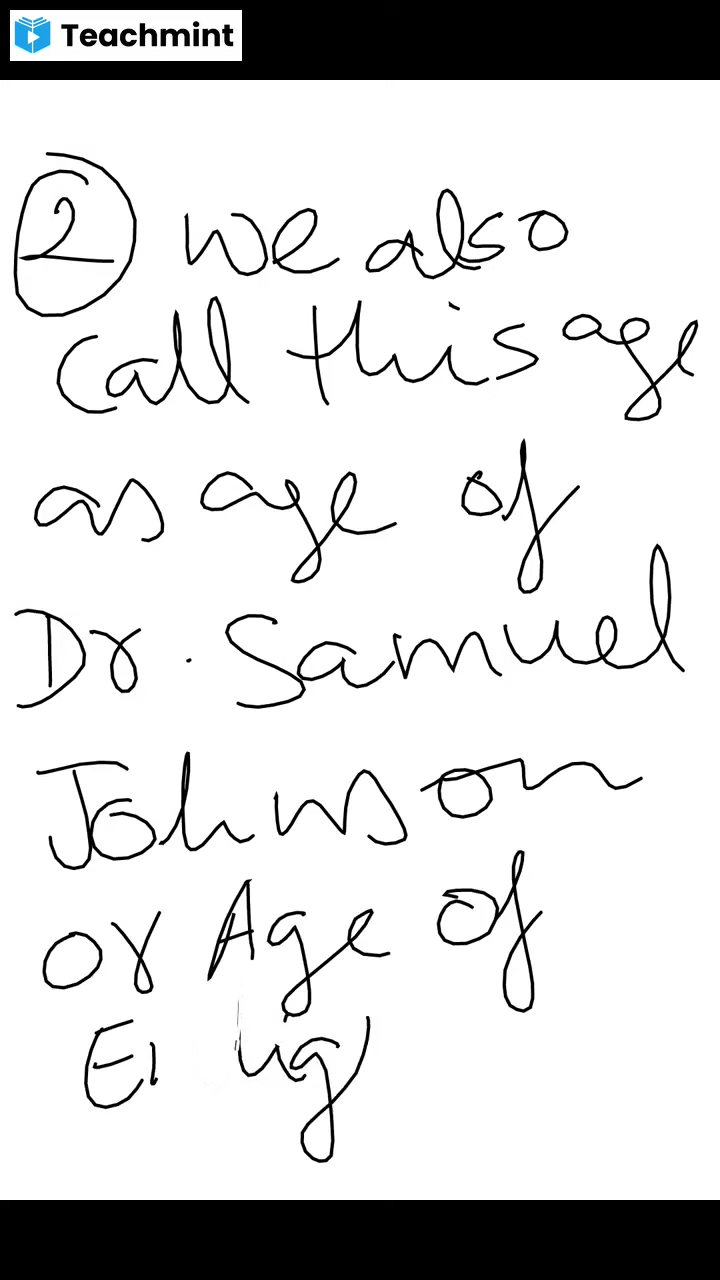 Teachmint
2 we also
call this age
as age of
Dr. Samuel
Johnson
or Age of